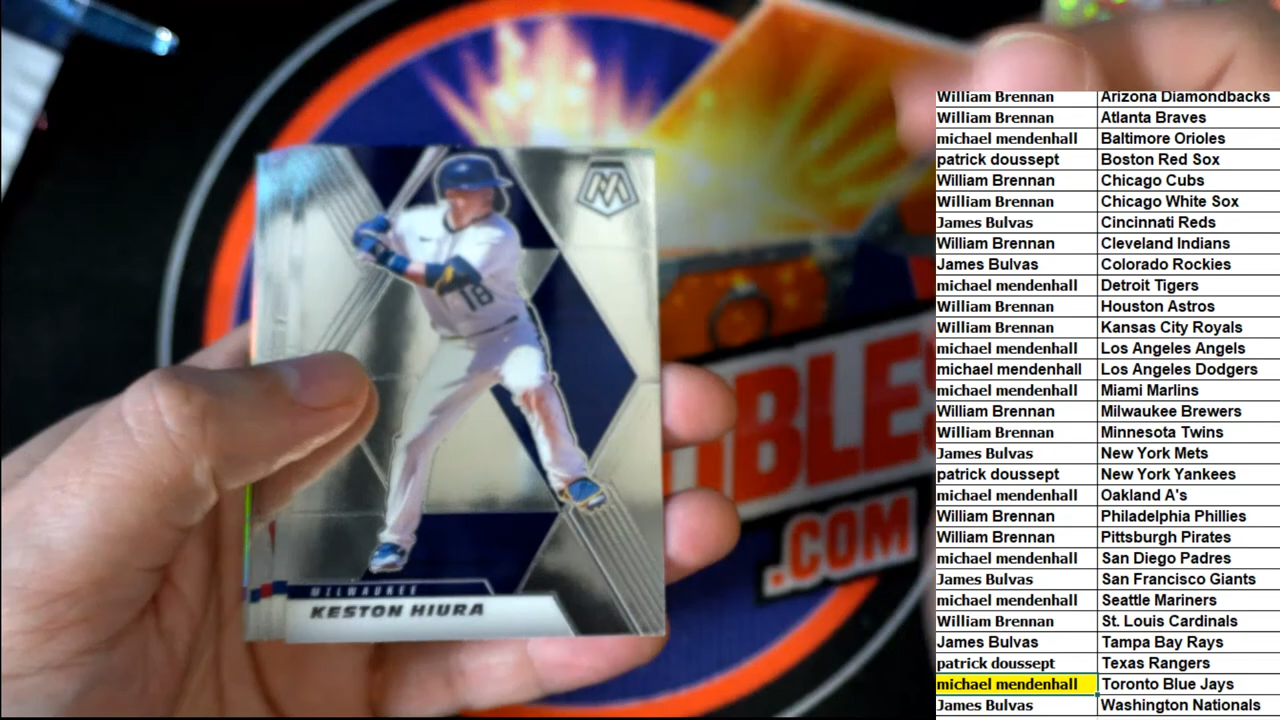 18
M
MILWAUKEE
KESTON HIURA
.COM
William Brennan Arizona Diamondbacks
William Brennan Atlanta Braves
michael mendenhall Baltimore Orioles
patrick doussept Boston Red Sox
William Brennan Chicago Cubs
William Brennan Chicago White Sox
James Bulvas Cincinnati Reds
William Brennan Cleveland Indians
James Bulvas Colorado Rockies
michael mendenhall Detroit Tigers
William Brennan Houston Astros
William Brennan Kansas City Royals
michael mendenhall Los Angeles Angels
michael mendenhall Los Angeles Dodgers
michael mendenhall Miami Marlins
William Brennan Milwaukee Brewers
William Brennan Minnesota Twins
James Bulvas New York Mets
patrick doussept New York Yankees
michael mendenhall Oakland A's
William Brennan Philadelphia Phillies
William Brennan Pittsburgh Pirates
michael mendenhall San Diego Padres
James Bulvas San Francisco Giants
michael mendenhall Seattle Mariners
William Brennan St. Louis Cardinals
James Bulvas Tampa Bay Rays
patrick doussept Texas Rangers
michael mendenhall Toronto Blue Jays
James Bulvas Washington Nationals